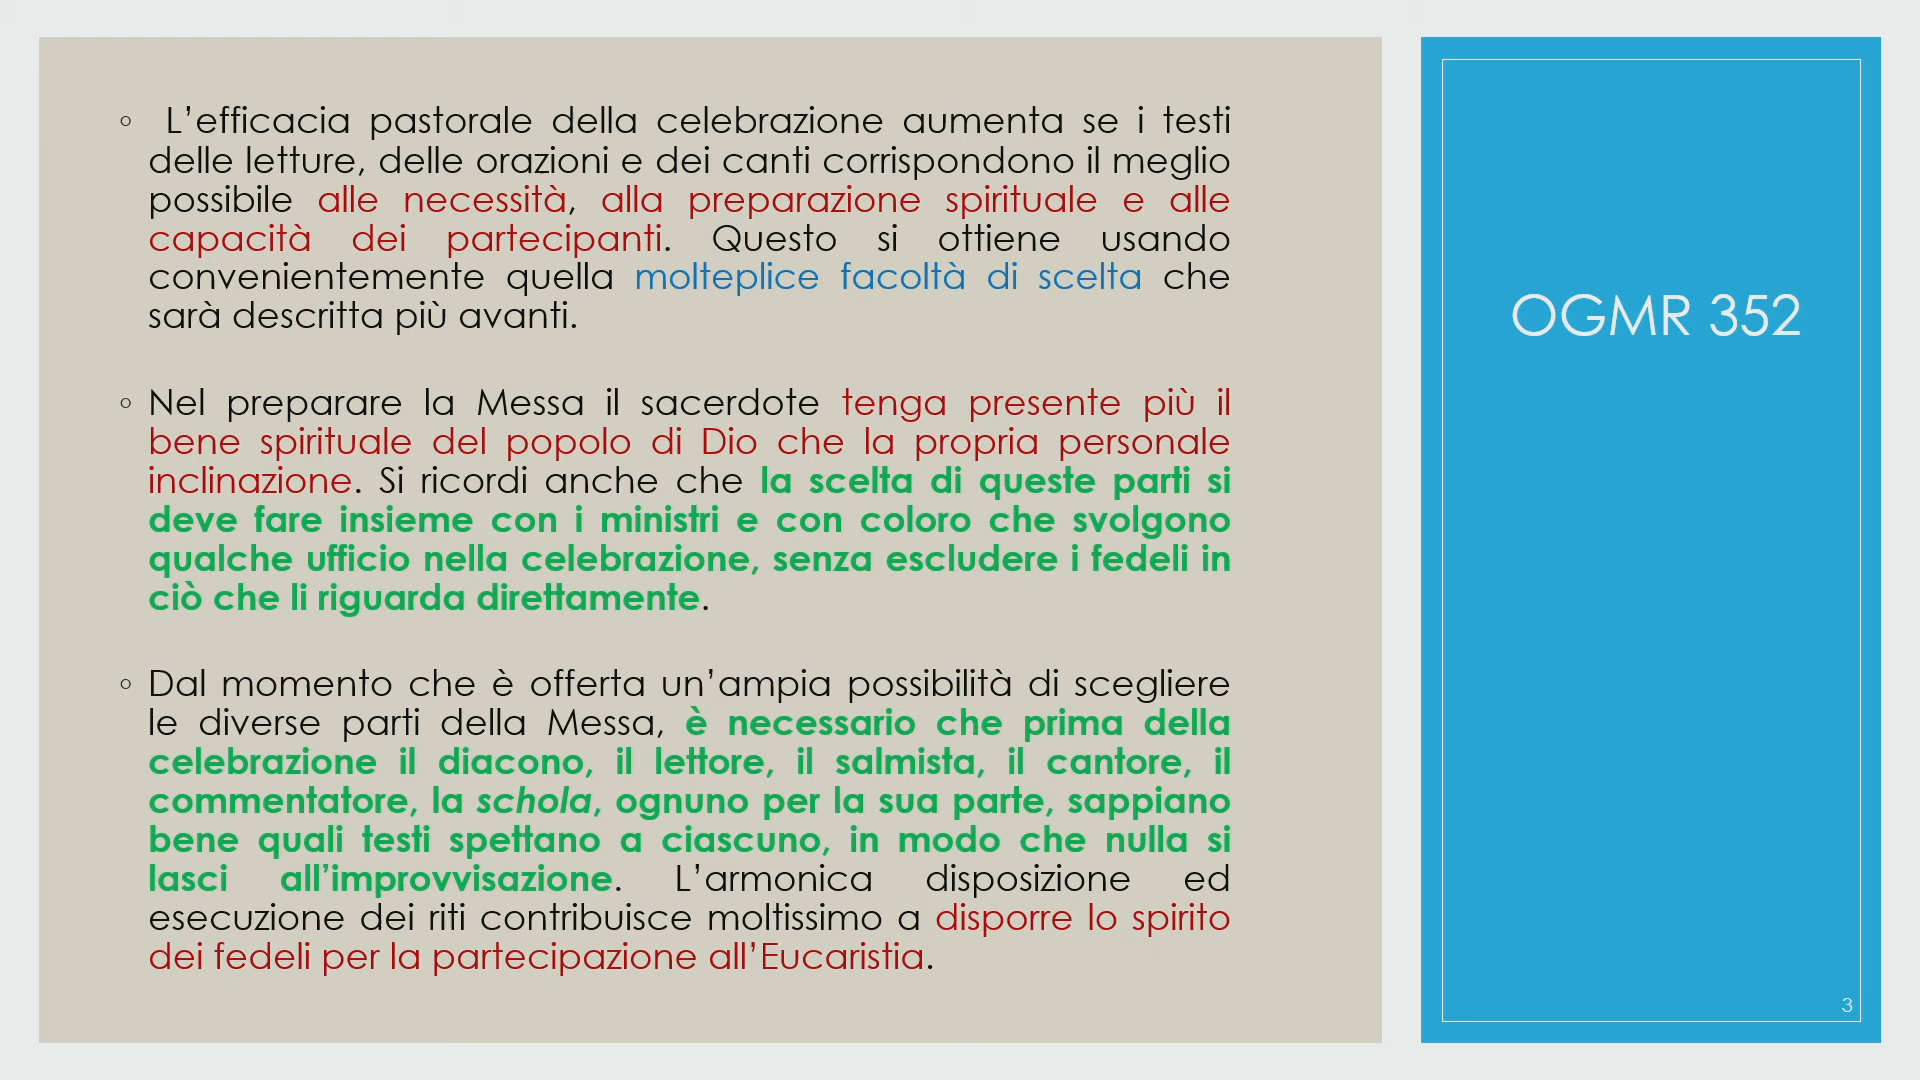 ◦ L’efficacia pastorale della celebrazione aumenta se i testi
delle letture, delle orazioni e dei canti corrispondono il meglio
possibile alle necessità, alla preparazione spirituale e alle
capacità dei partecipanti. Questo si ottiene usando
convenientemente quella molteplice facoltà di scelta che
sarà descritta più avanti.
◦ Nel preparare la Messa il sacerdote tenga presente più il
bene spirituale del popolo di Dio che la propria personale
inclinazione. Si ricordi anche che la scelta di queste parti si
deve fare insieme con i ministri e con coloro che svolgono
qualche ufficio nella celebrazione, senza escludere i fedeli in
ciò che li riguarda direttamente.
◦ Dal momento che è offerta un’ampia possibilità di scegliere
le diverse parti della Messa, è necessario che prima della
celebrazione il diacono, il lettore, il salmista, il cantore, il
commentatore, la schola, ognuno per la sua parte, sappiano
bene quali testi spettano a ciascuno, in modo che nulla si
lasci all’improvvisazione. L’armonica disposizione ed
esecuzione dei riti contribuisce moltissimo a disporre lo spirito
dei fedeli per la partecipazione all’Eucaristia.
OGMR 352
3